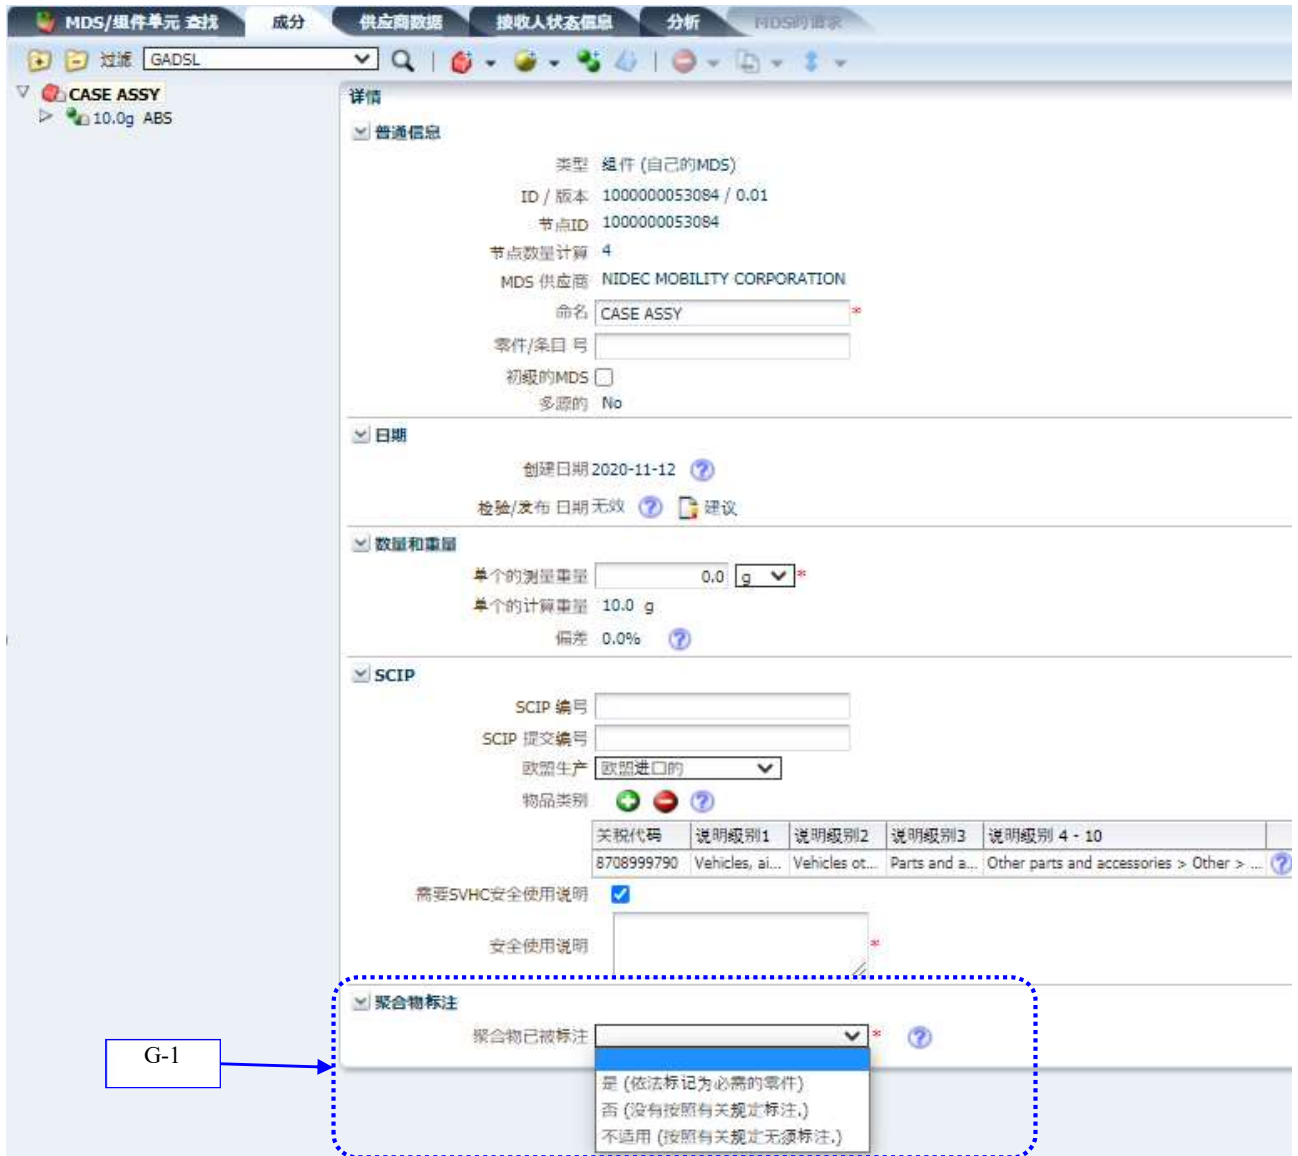 MDS/组件单元 查找 成分 供应商数据 接收人状态信息 分析 MDS的请求
过滤 GADSL
CASE ASSY
10.0g ABS
详情
普通信息
类型 组件 (自己的MDS)
ID / 版本 1000000053084 / 0.01
节点ID 1000000053084
节点数量计算 4
MDS 供应商 NIDEC MOBILITY CORPORATION
命名 CASE ASSY *
零件/条目 号
初级的MDS
多源的 No
日期
创建日期 2020-11-12
检验/发布 日期 无效 建议
数量和重量
单个的测量重量 0.0 g *
单个的计算重量 10.0 g
偏差 0.0%
SCIP
SCIP 编号
SCIP 提交编号
欧盟生产 欧盟进口的
物品类别
关税代码 说明级别1 说明级别2 说明级别3 说明级别 4 - 10
8708999790 Vehicles, ai... Vehicles ot... Parts and a... Other parts and accessories > Other > ...
需要SVHC安全使用说明
安全使用说明 *
聚合物标注
聚合物已被标注 *
G-1
是 (依法标记为必需的零件)
否 (没有按照有关规定标注.)
不适用 (按照有关规定无须标注.)